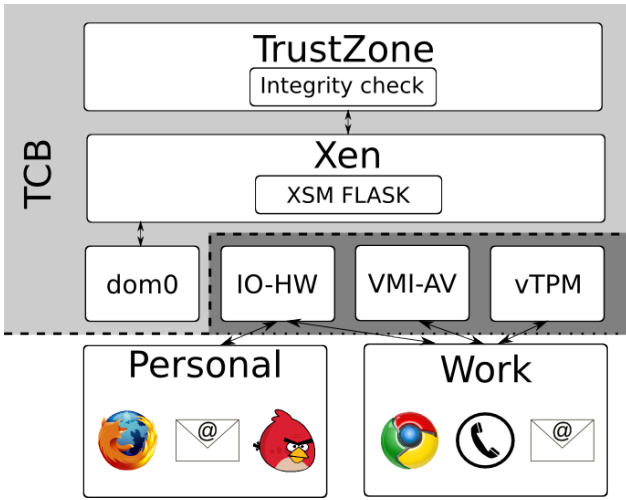 TCB
TrustZone
Integrity check
Xen
XSM FLASK
dom0
IO-HW
VMI-AV
vTPM
Personal
@
Work
@